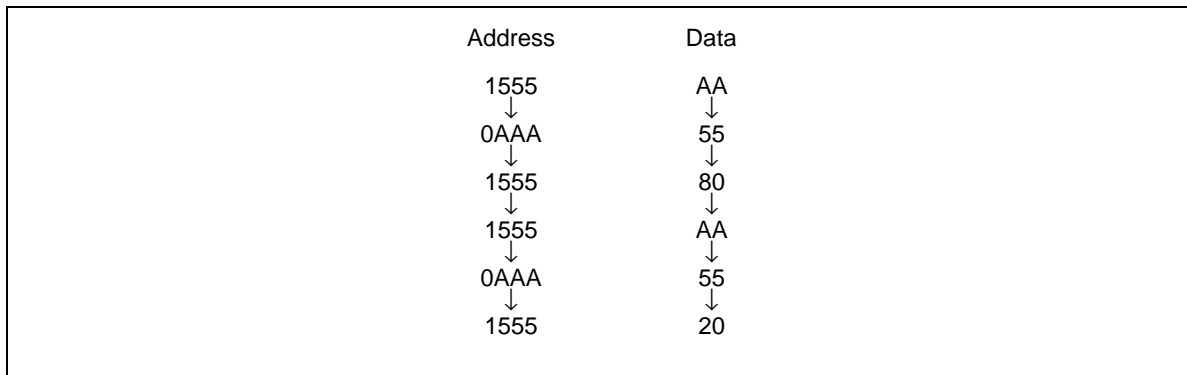 Address Data
1555 AA
↓ ↓
0AAA 55
↓ ↓
1555 80
↓ ↓
1555 AA
↓ ↓
0AAA 55
↓ ↓
1555 20